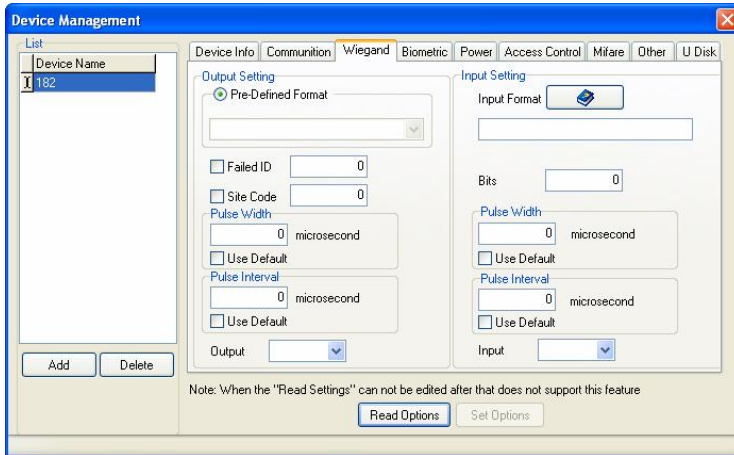 Device Management
List
Device Name
182
Add
Delete
Device Info Communition Wiegand Biometric Power Access Control Mifare Other U Disk
Output Setting
Pre-Defined Format
Failed ID 0
Site Code 0
Pulse Width
0 microsecond
Use Default
Pulse Interval
0 microsecond
Use Default
Output
Input Setting
Input Format
Bits 0
Pulse Width
0 microsecond
Use Default
Pulse Interval
0 microsecond
Use Default
Input
Note: When the "Read Settings" can not be edited after that does not support this feature
Read Options Set Options